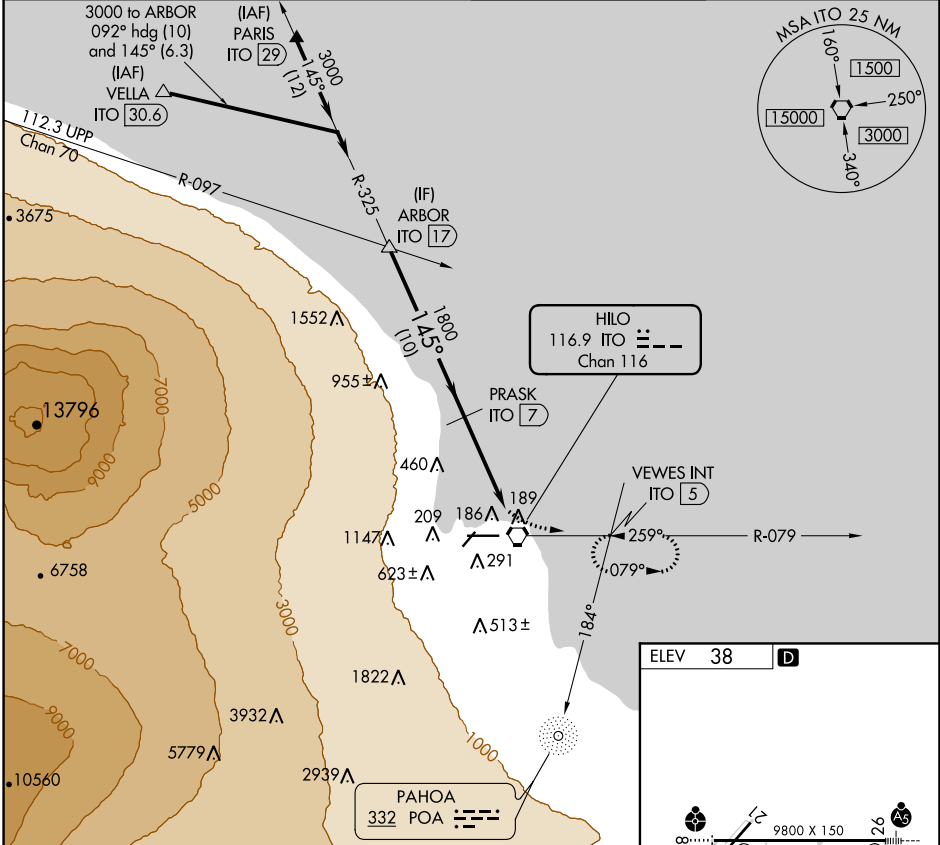 3000 to ARBOR
092° hdg (10)
and 145° (6.3)
(IAF)
VELLA
ITO 30.6
(IAF)
PARIS
ITO 29
3000
145°
(12)
MSA ITO 25 NM
160°
1500
250°
15000
3000
340°
112.3 UPP
Chan 70
R-097
R-325
(IF)
ARBOR
ITO 17
3675
1552
1800
145°
(10)
HILO
116.9 ITO
Chan 116
955±
7000
13796
PRASK
ITO 7
9000
460
VEWES INT
ITO 5
5000
189
186
209
1147
259°
R-079
291
623±
079°
6758
3000
513±
184°
7000
1822
9000
3932
5779
1000
2939
10560
PAHOA
332 POA
ELEV 38 D
21
9800 X 150
26
A5
8